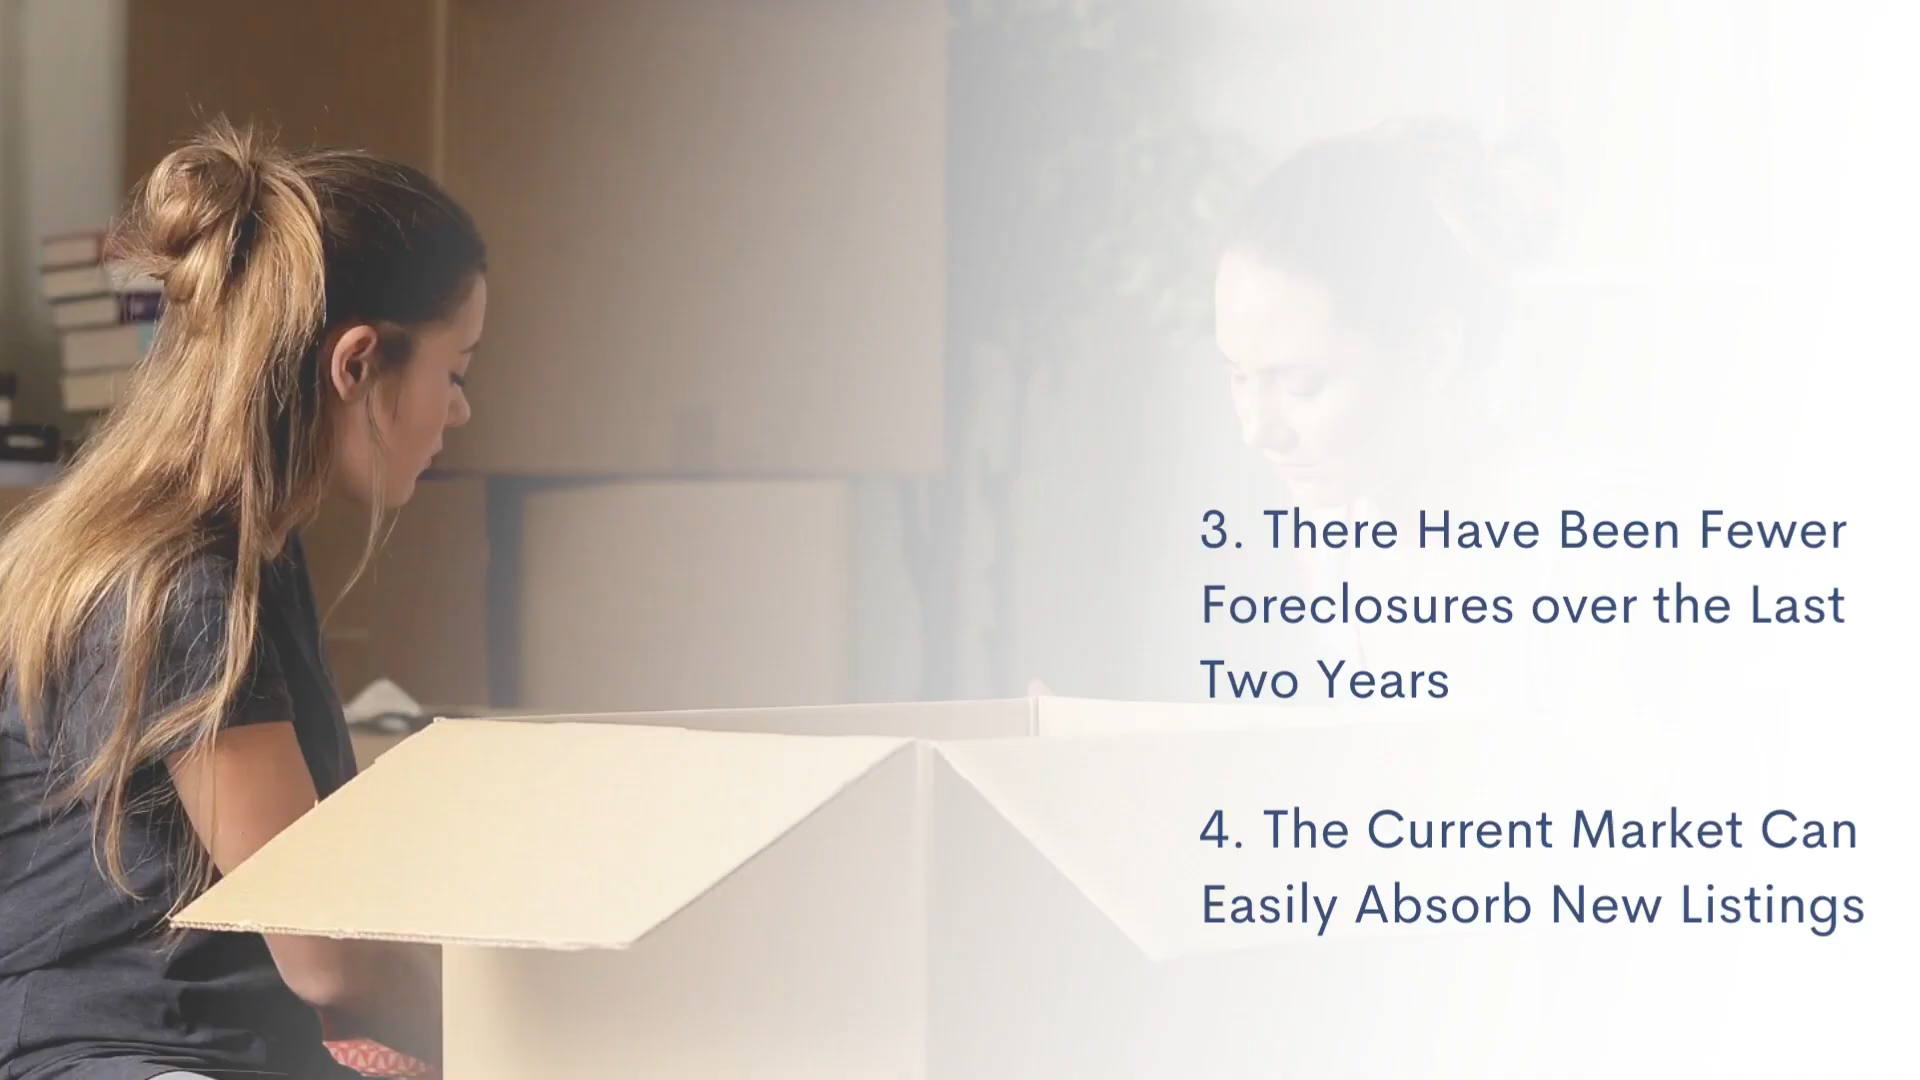 3. There Have Been Fewer
Foreclosures over the Last
Two Years
4. The Current Market Can
Easily Absorb New Listings